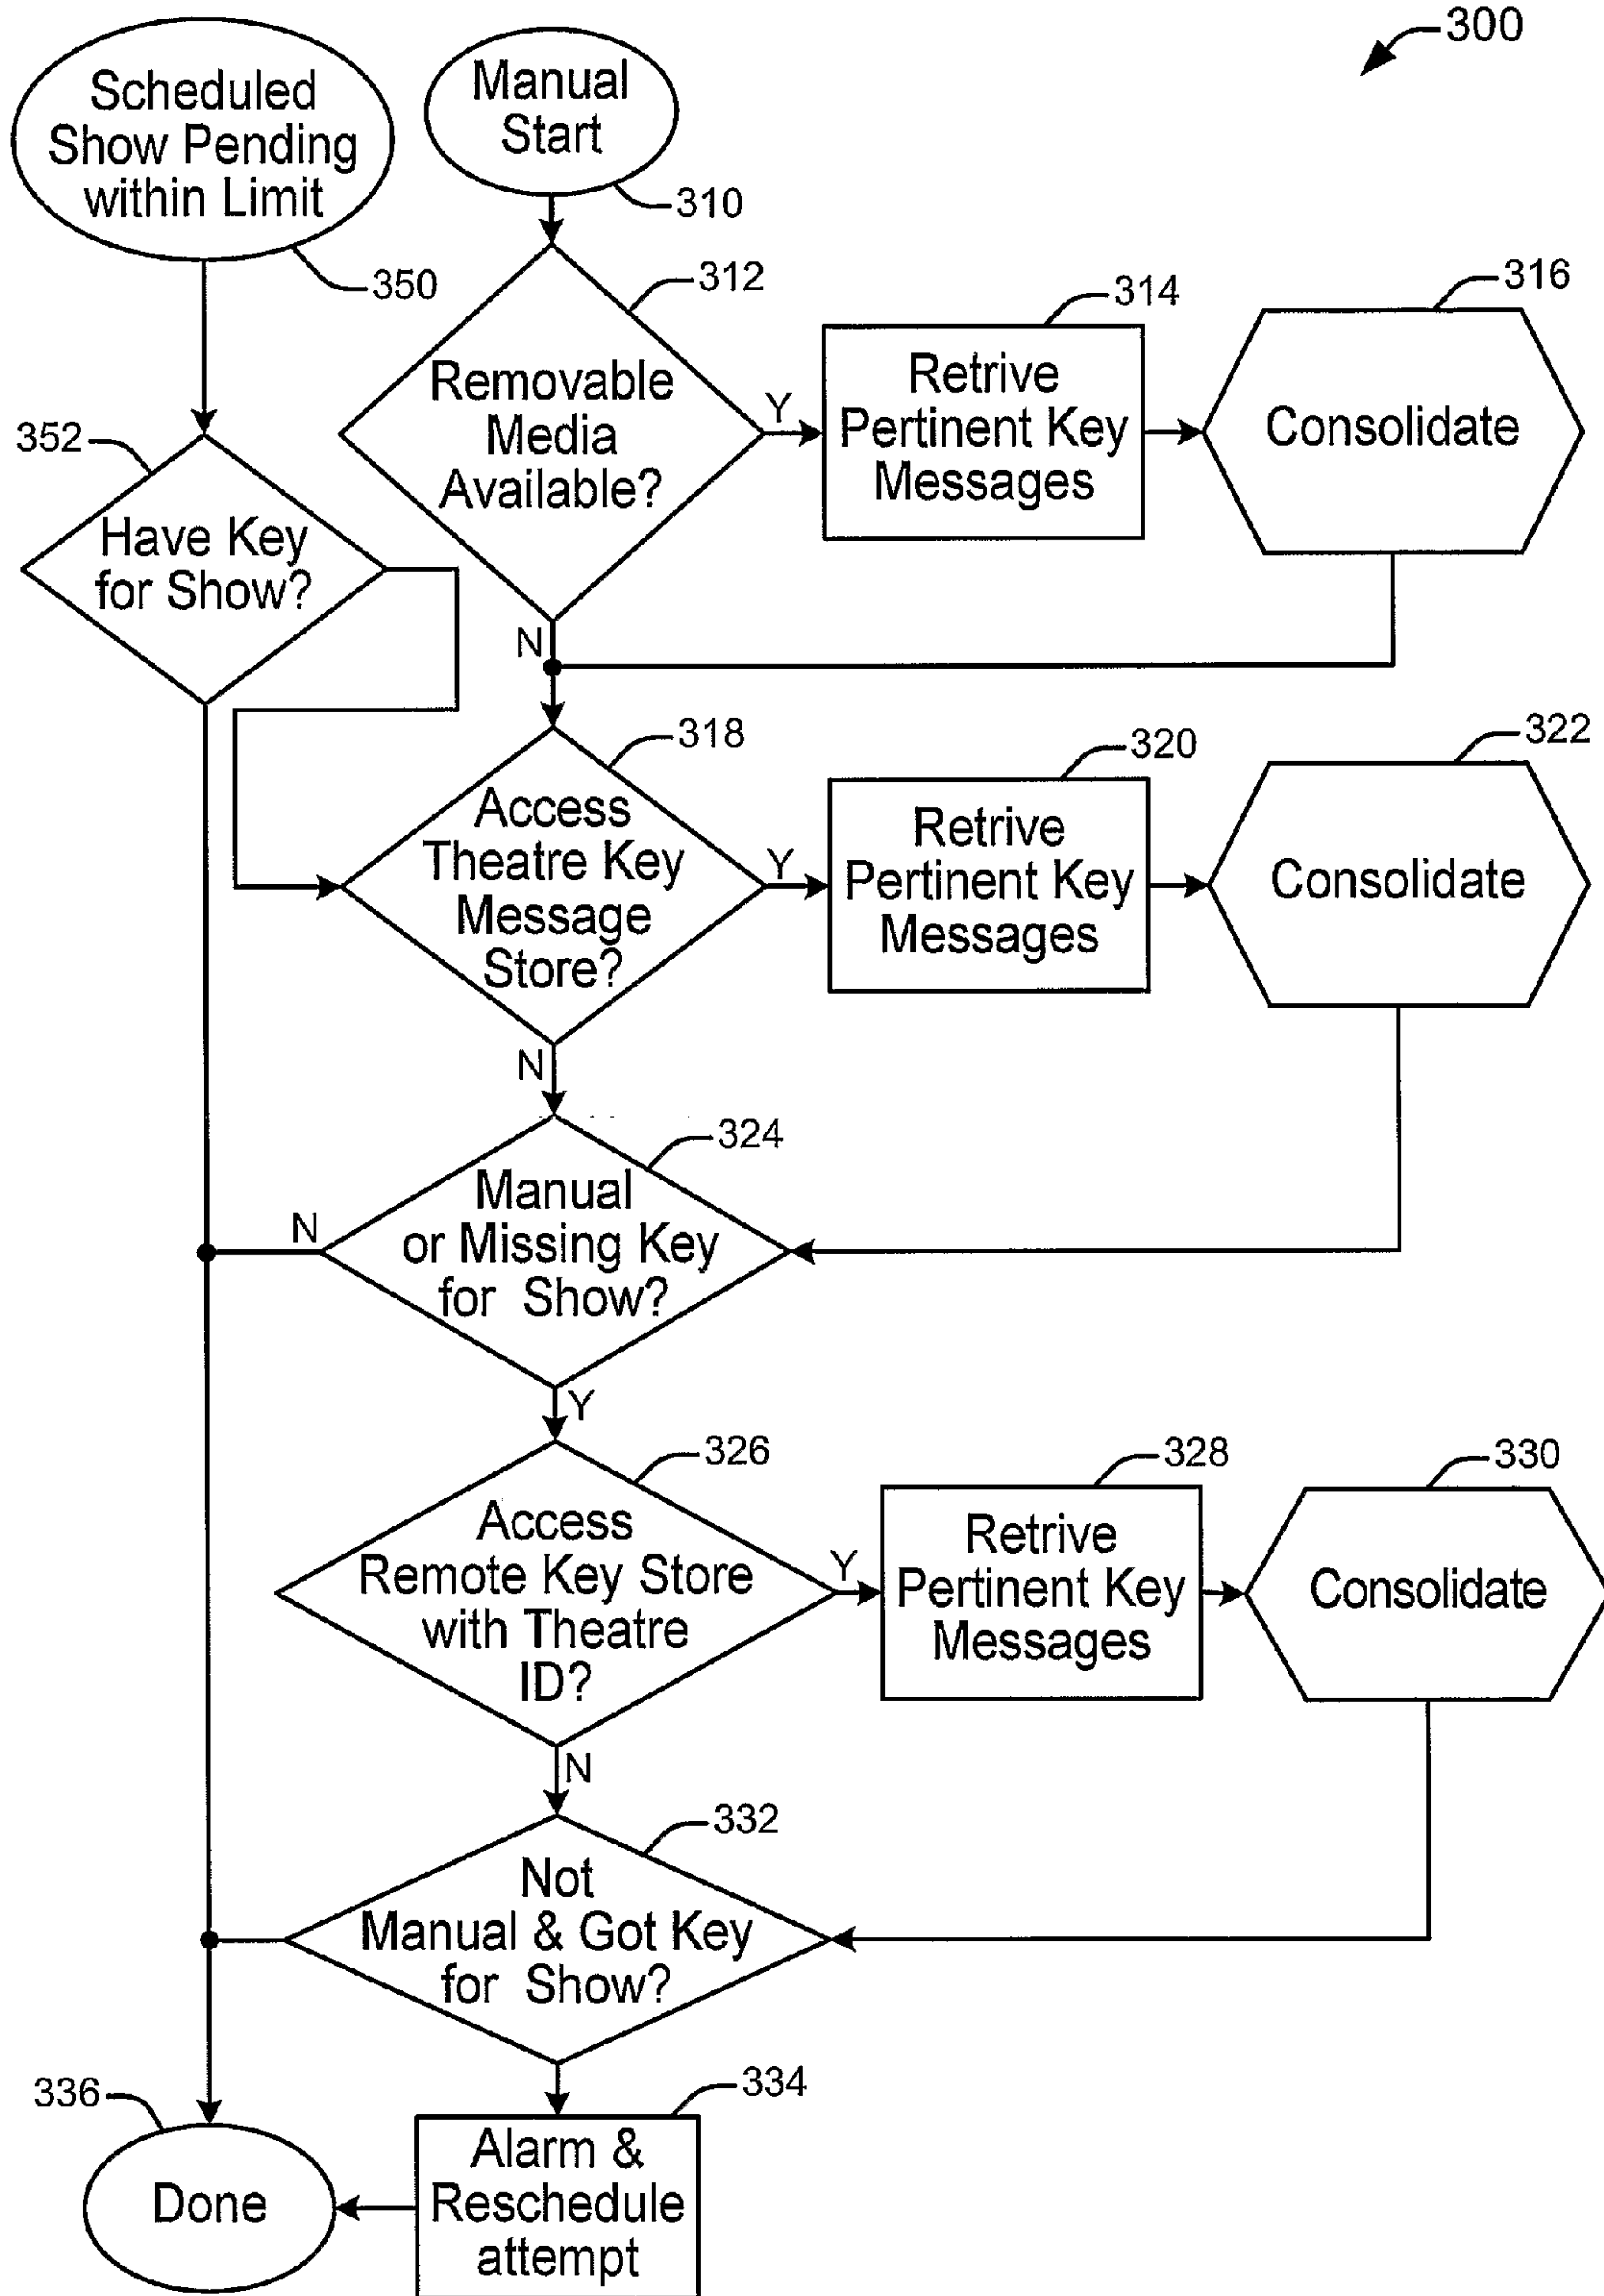 300
Scheduled
Show Pending
within Limit
350
Manual
Start
310
312
Removable
Media
Available?
Y
N
314
Retrive
Pertinent Key
Messages
316
Consolidate
352
Have Key
for Show?
318
Access
Theatre Key
Message
Store?
Y
N
320
Retrive
Pertinent Key
Messages
322
Consolidate
324
Manual
or Missing Key
for Show?
N
Y
326
Access
Remote Key Store
with Theatre
ID?
Y
N
328
Retrive
Pertinent Key
Messages
330
Consolidate
332
Not
Manual & Got Key
for Show?
334
Alarm &
Reschedule
attempt
336
Done